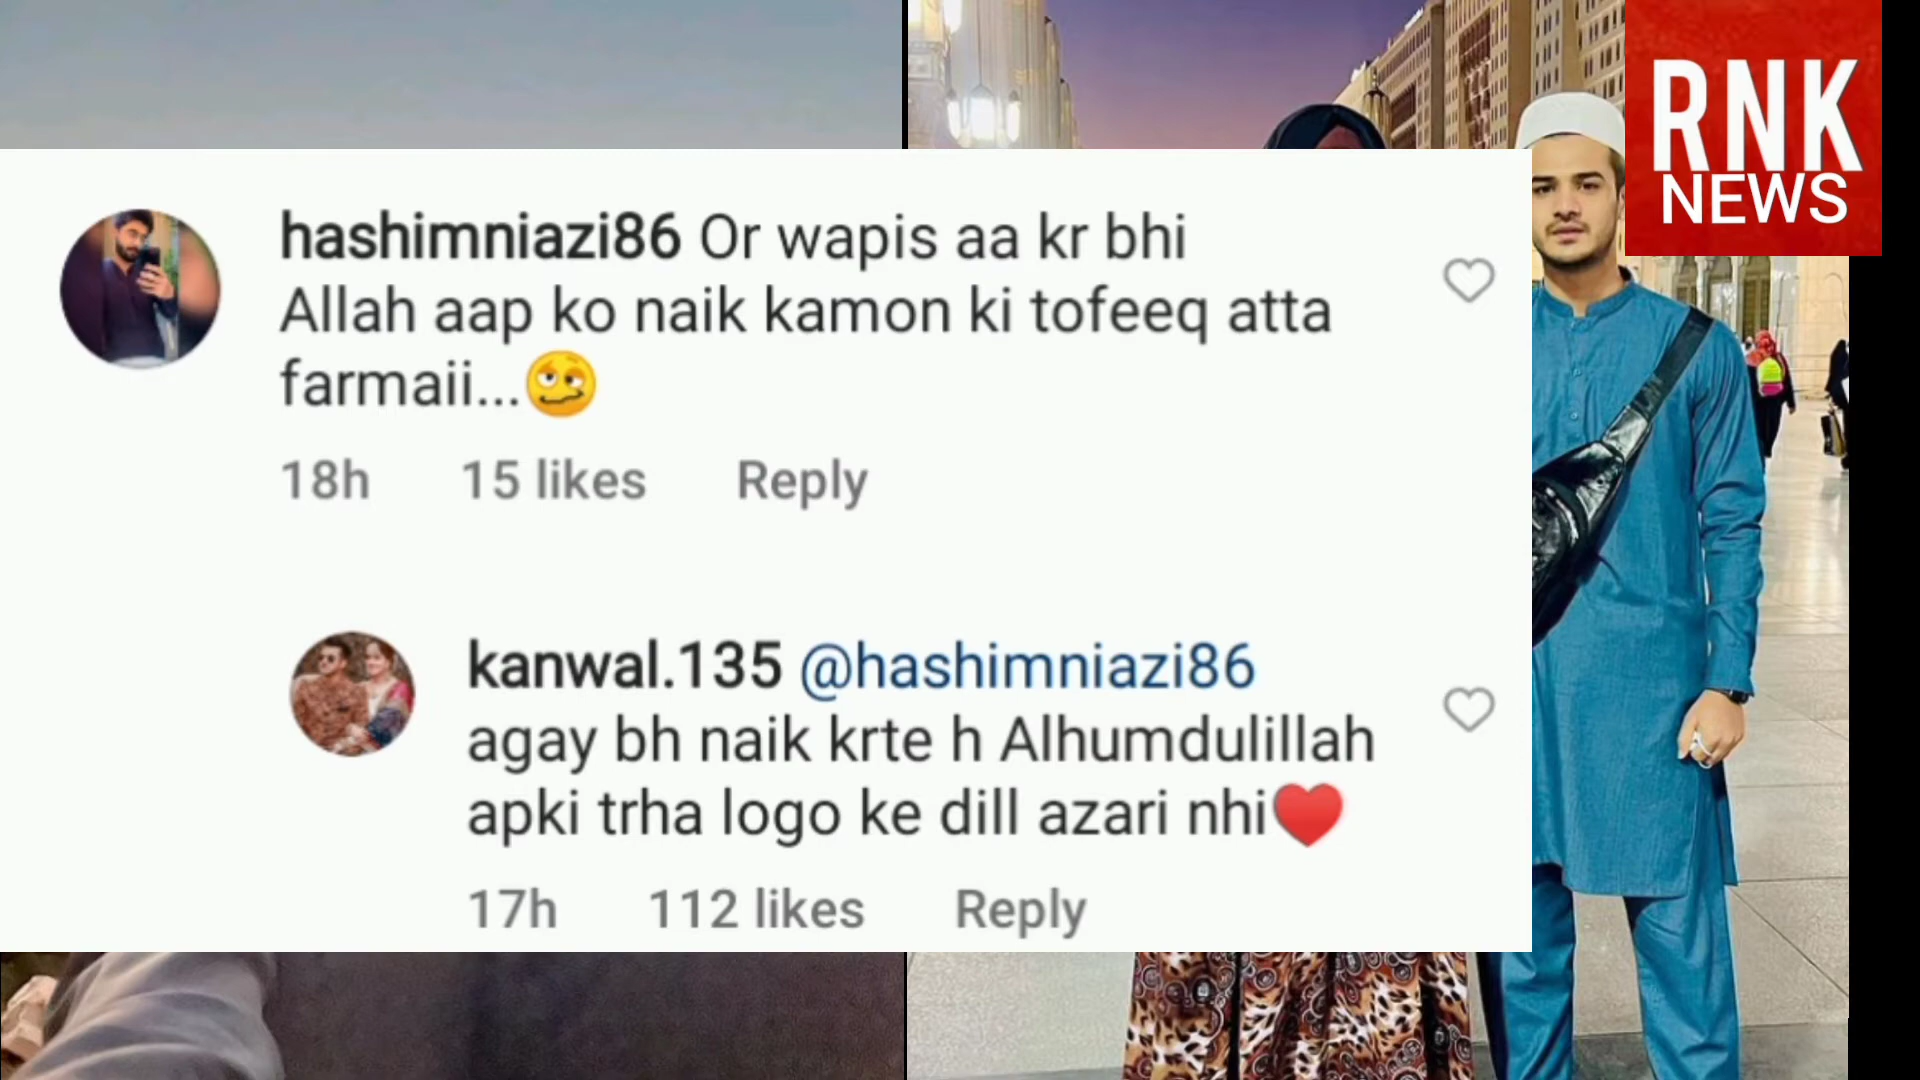 RNK
NEWS
hashimniazi86 Or wapis aa kr bhi
Allah aap ko naik kamon ki tofeeq atta
farmaii...🥴
18h 15 likes Reply
kanwal.135 @hashimniazi86
agay bh naik krte h Alhumdulillah
apki trha logo ke dill azari nhi❤️
17h 112 likes Reply